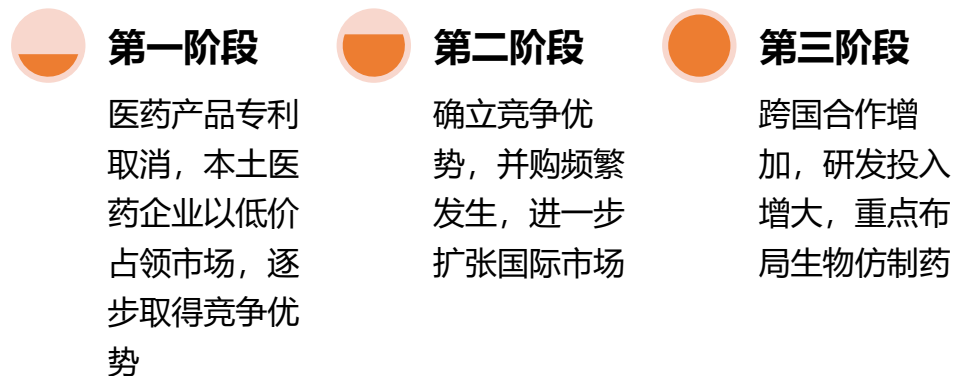 第一阶段
医药产品专利
取消，本土医
药企业以低价
占领市场，逐
步取得竞争优
势
第二阶段
确立竞争优
势，并购频繁
发生，进一步
扩张国际市场
第三阶段
跨国合作增
加，研发投入
增大，重点布
局生物仿制药